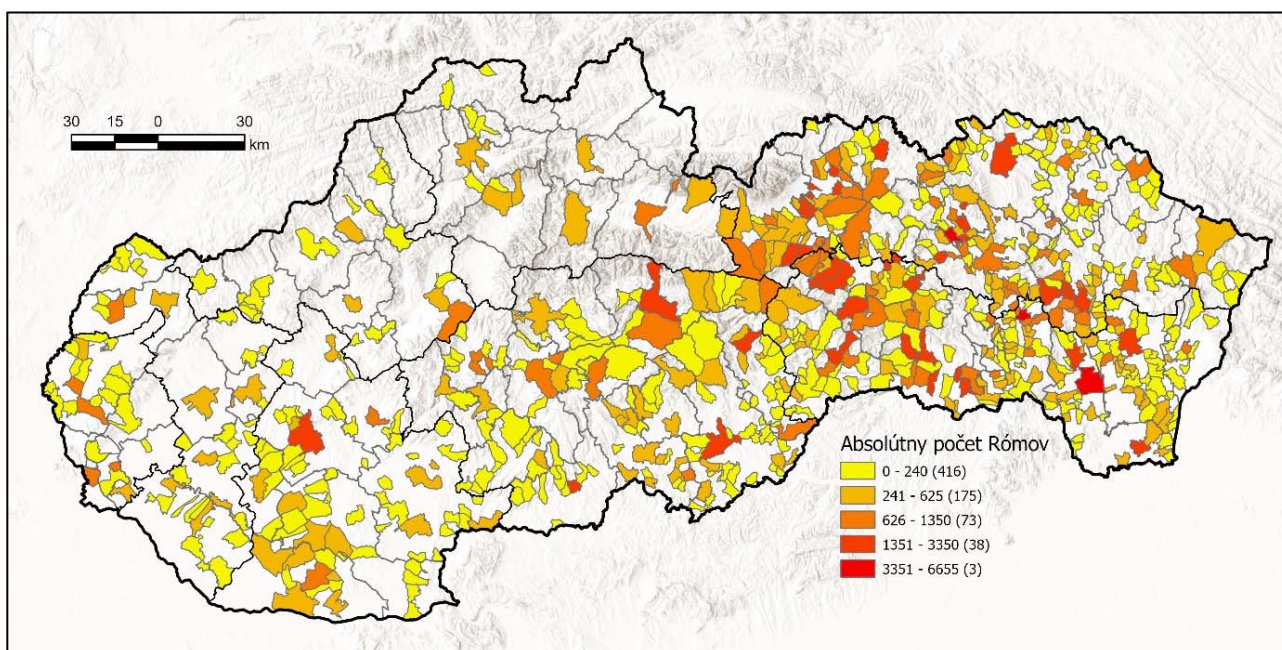 30 15 0 30
km
Absolútny počet Rómov
0 - 240 (416)
241 - 625 (175)
626 - 1350 (73)
1351 - 3350 (38)
3351 - 6655 (3)